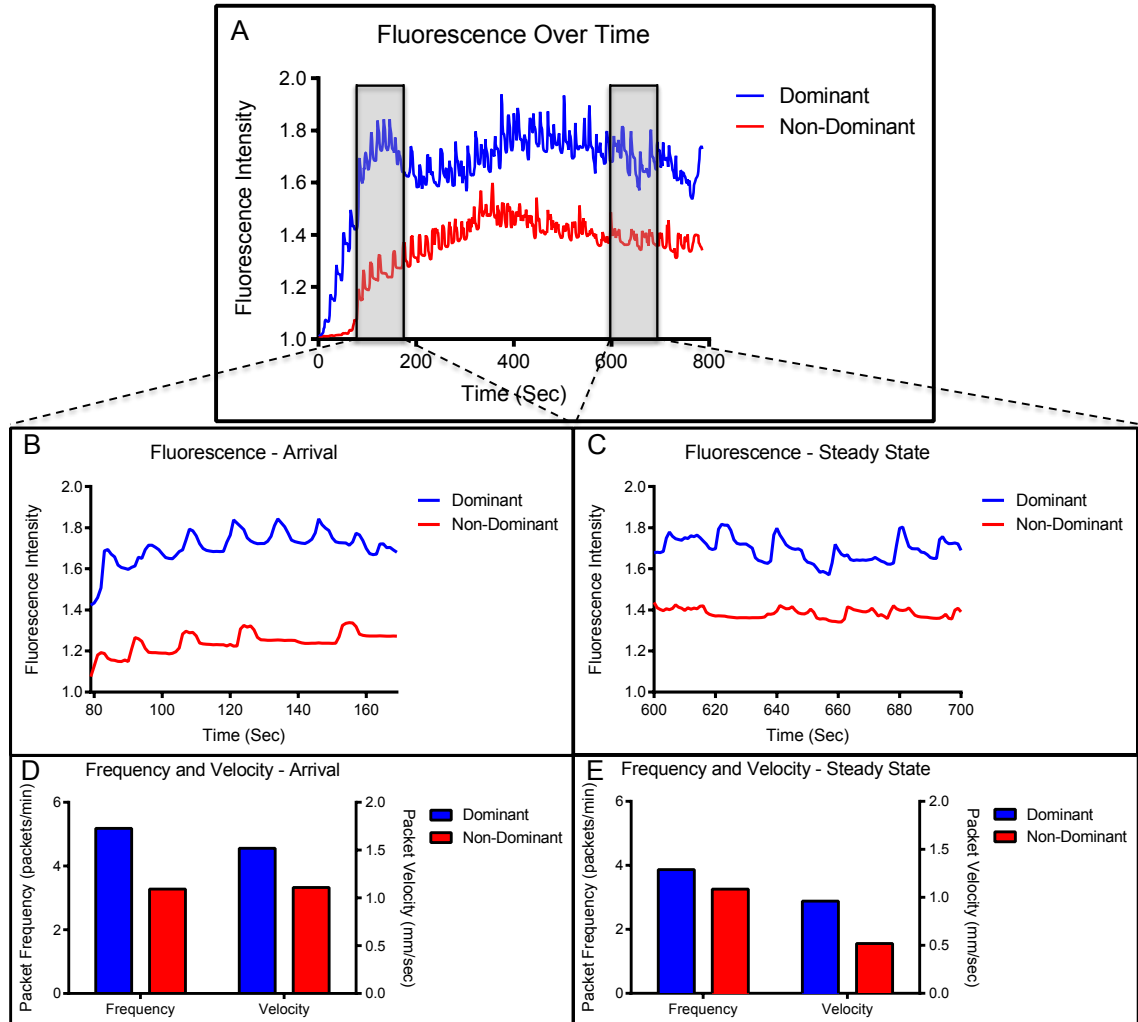 A
Fluorescence Over Time
Fluorescence Intensity
2.0
1.8
1.6
1.4
1.2
1.0
0 200 400 600 800
Time (Sec)
Dominant
Non-Dominant
B
Fluorescence - Arrival
Fluorescence Intensity
2.0
1.8
1.6
1.4
1.2
1.0
80 100 120 140 160
Time (Sec)
Dominant
Non-Dominant
C
Fluorescence - Steady State
Fluorescence Intensity
2.0
1.8
1.6
1.4
1.2
1.0
600 620 640 660 680 700
Time (Sec)
Dominant
Non-Dominant
D
Frequency and Velocity - Arrival
Packet Frequency (packets/min)
6
4
2
0
Frequency Velocity
2.0
1.5
1.0
0.5
0.0
Packet Velocity (mm/sec)
Dominant
Non-Dominant
E
Frequency and Velocity - Steady State
Packet Frequency (packets/min)
6
4
2
0
Frequency Velocity
2.0
1.5
1.0
0.5
0.0
Packet Velocity (mm/sec)
Dominant
Non-Dominant